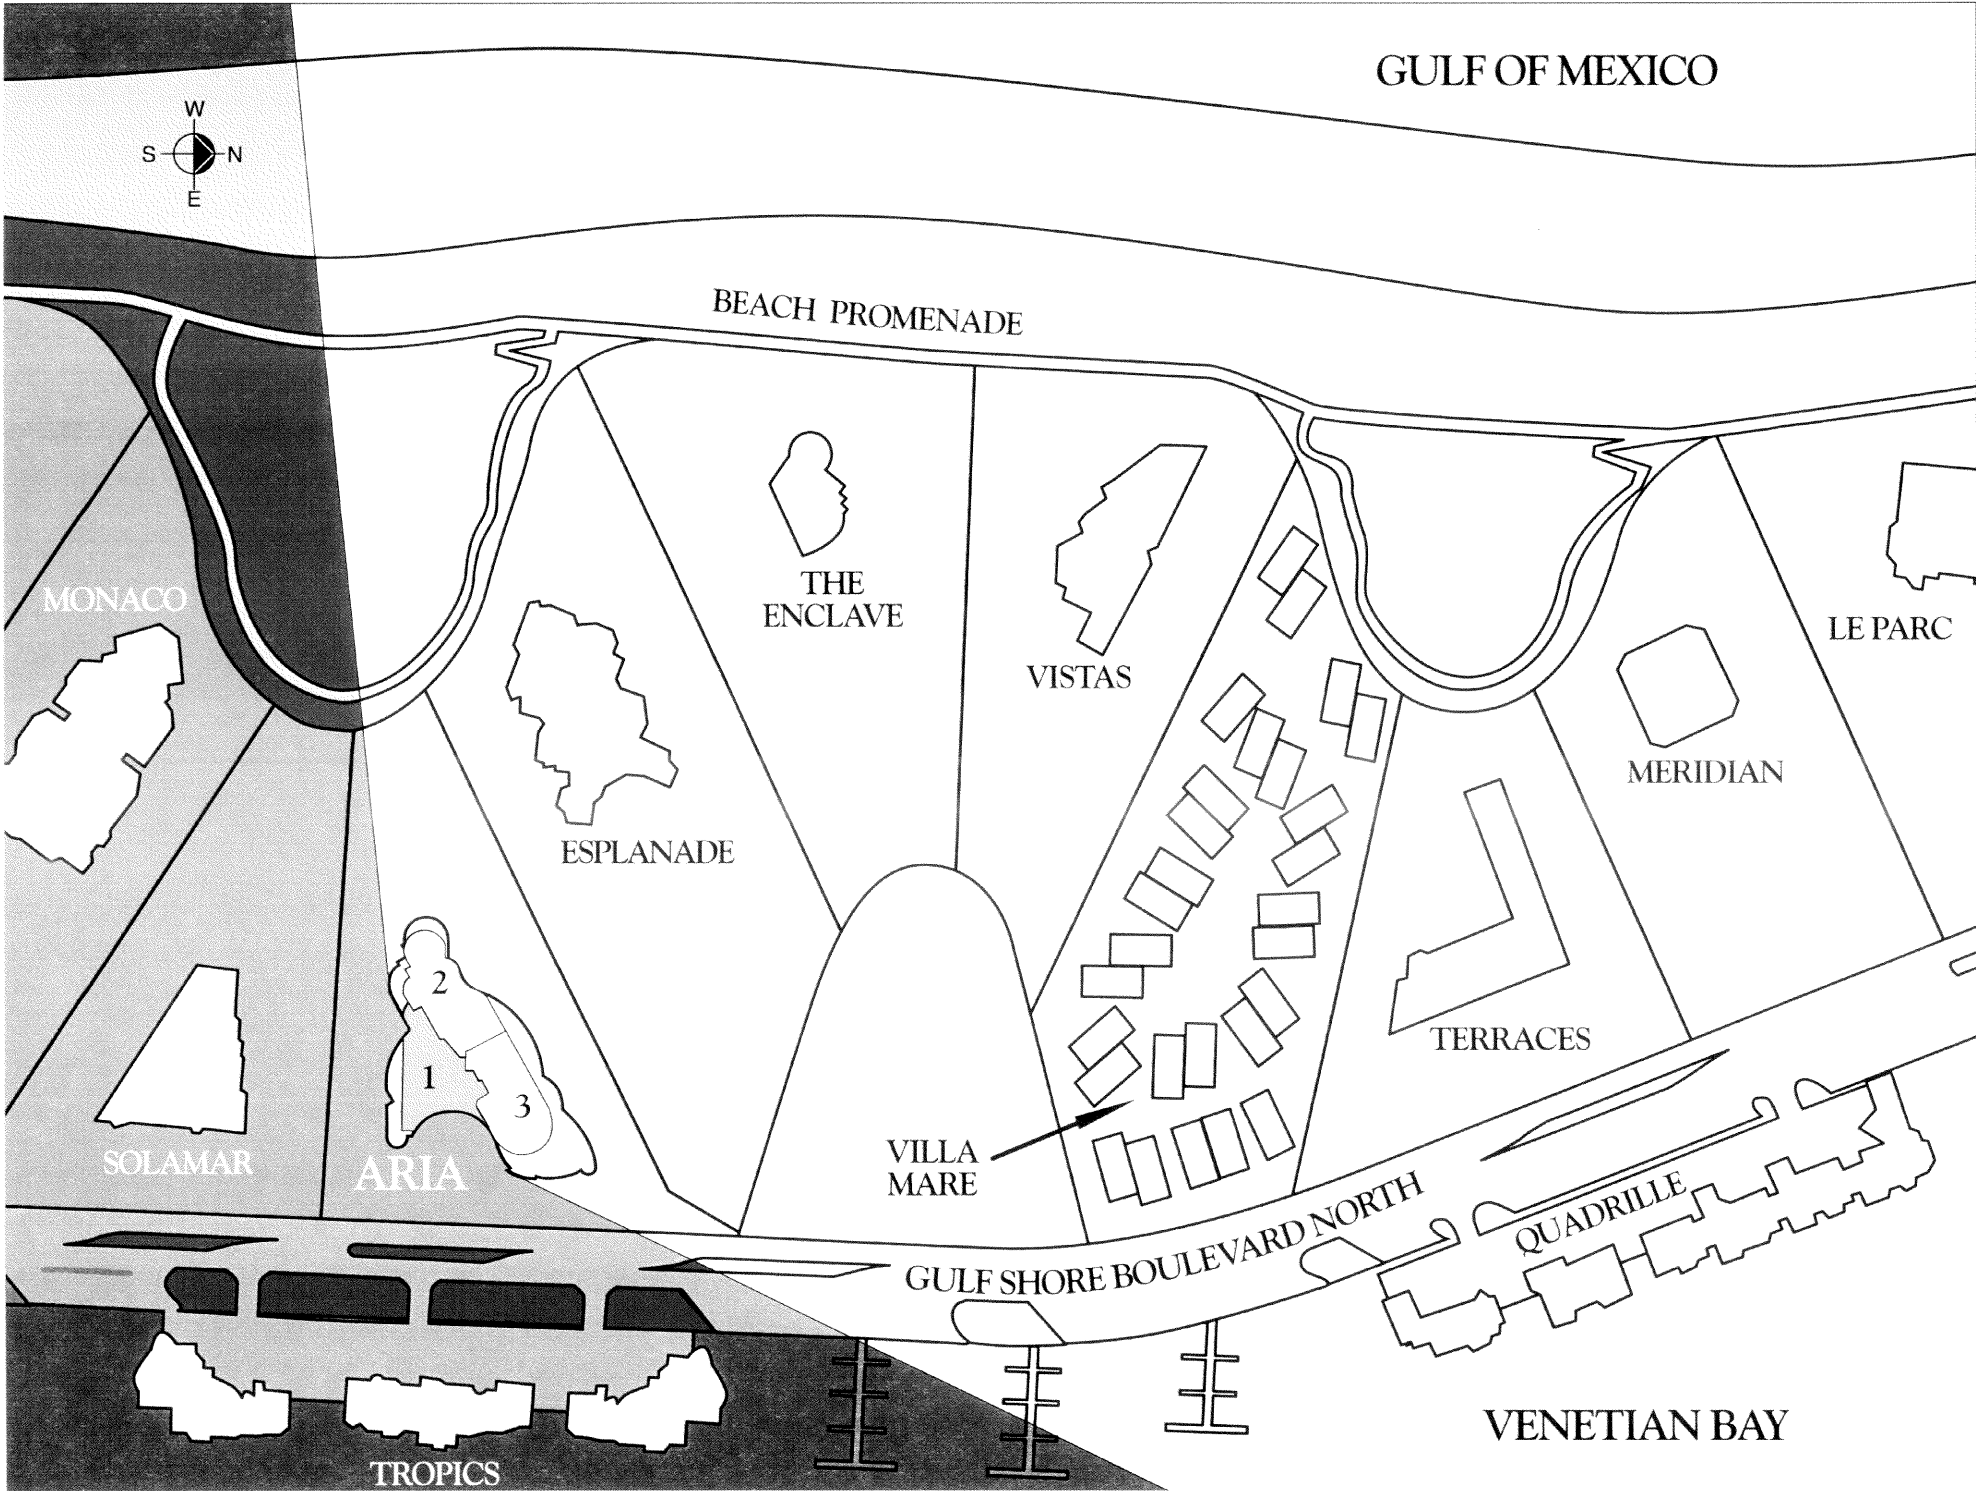 GULF OF MEXICO
W
S N
E
BEACH PROMENADE
MONACO
THE
ENCLAVE
VISTAS
LE PARC
MERIDIAN
ESPLANADE
2
1
3
TERRACES
SOLAMAR
ARIA
VILLA
MARE
GULF SHORE BOULEVARD NORTH
QUADRILLE
VENETIAN BAY
TROPICS